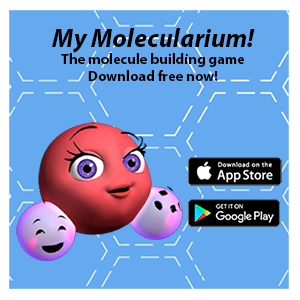 My Molecularium!
The molecule building game
Download free now!
Download on the
App Store
GET IT ON
Google Play